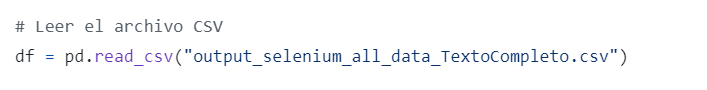 # Leer el archivo CSV
df = pd.read_csv("output_selenium_all_data_TextoCompleto.csv")